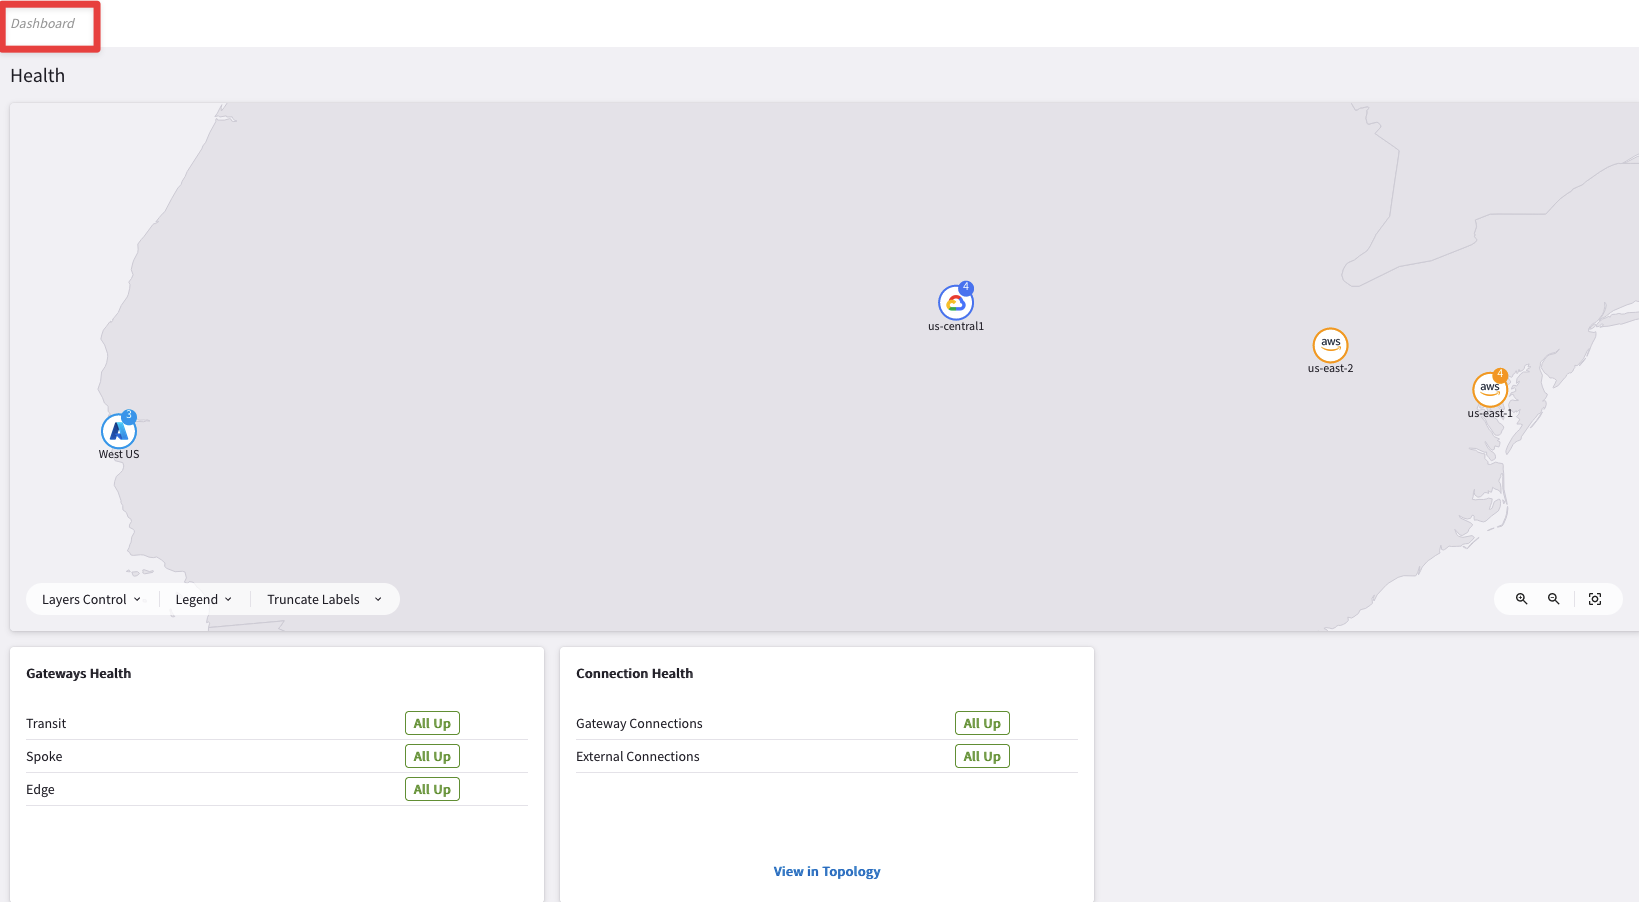 Dashboard
Health
4
us-central1
aws
us-east-2
4
aws
us-east-1
3
West US
Layers Control
Legend
Truncate Labels
Gateways Health
Transit All Up
Spoke All Up
Edge All Up
Connection Health
Gateway Connections All Up
External Connections All Up
View in Topology